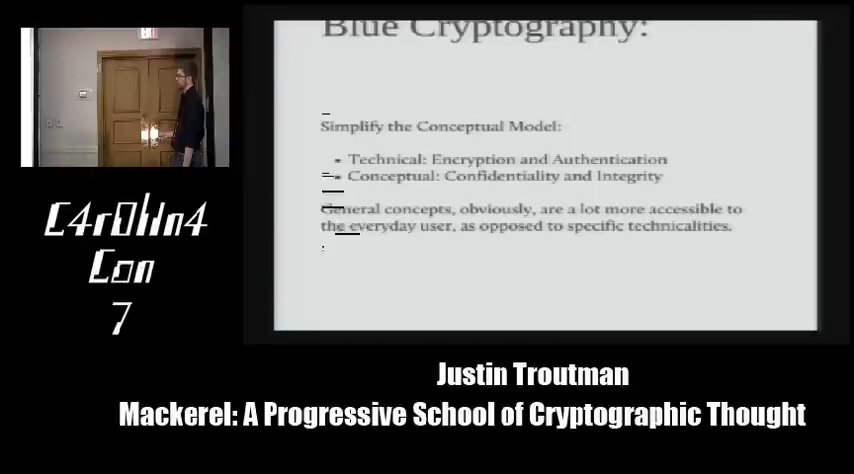 Blue Cryptography:
Simplify the Conceptual Model:
Technical: Encryption and Authentication
Conceptual: Confidentiality and Integrity
General concepts, obviously, are a lot more accessible to
the everyday user, as opposed to specific technicalities.
C4r0l1n4
Con
7
Justin Troutman
Mackerel: A Progressive School of Cryptographic Thought